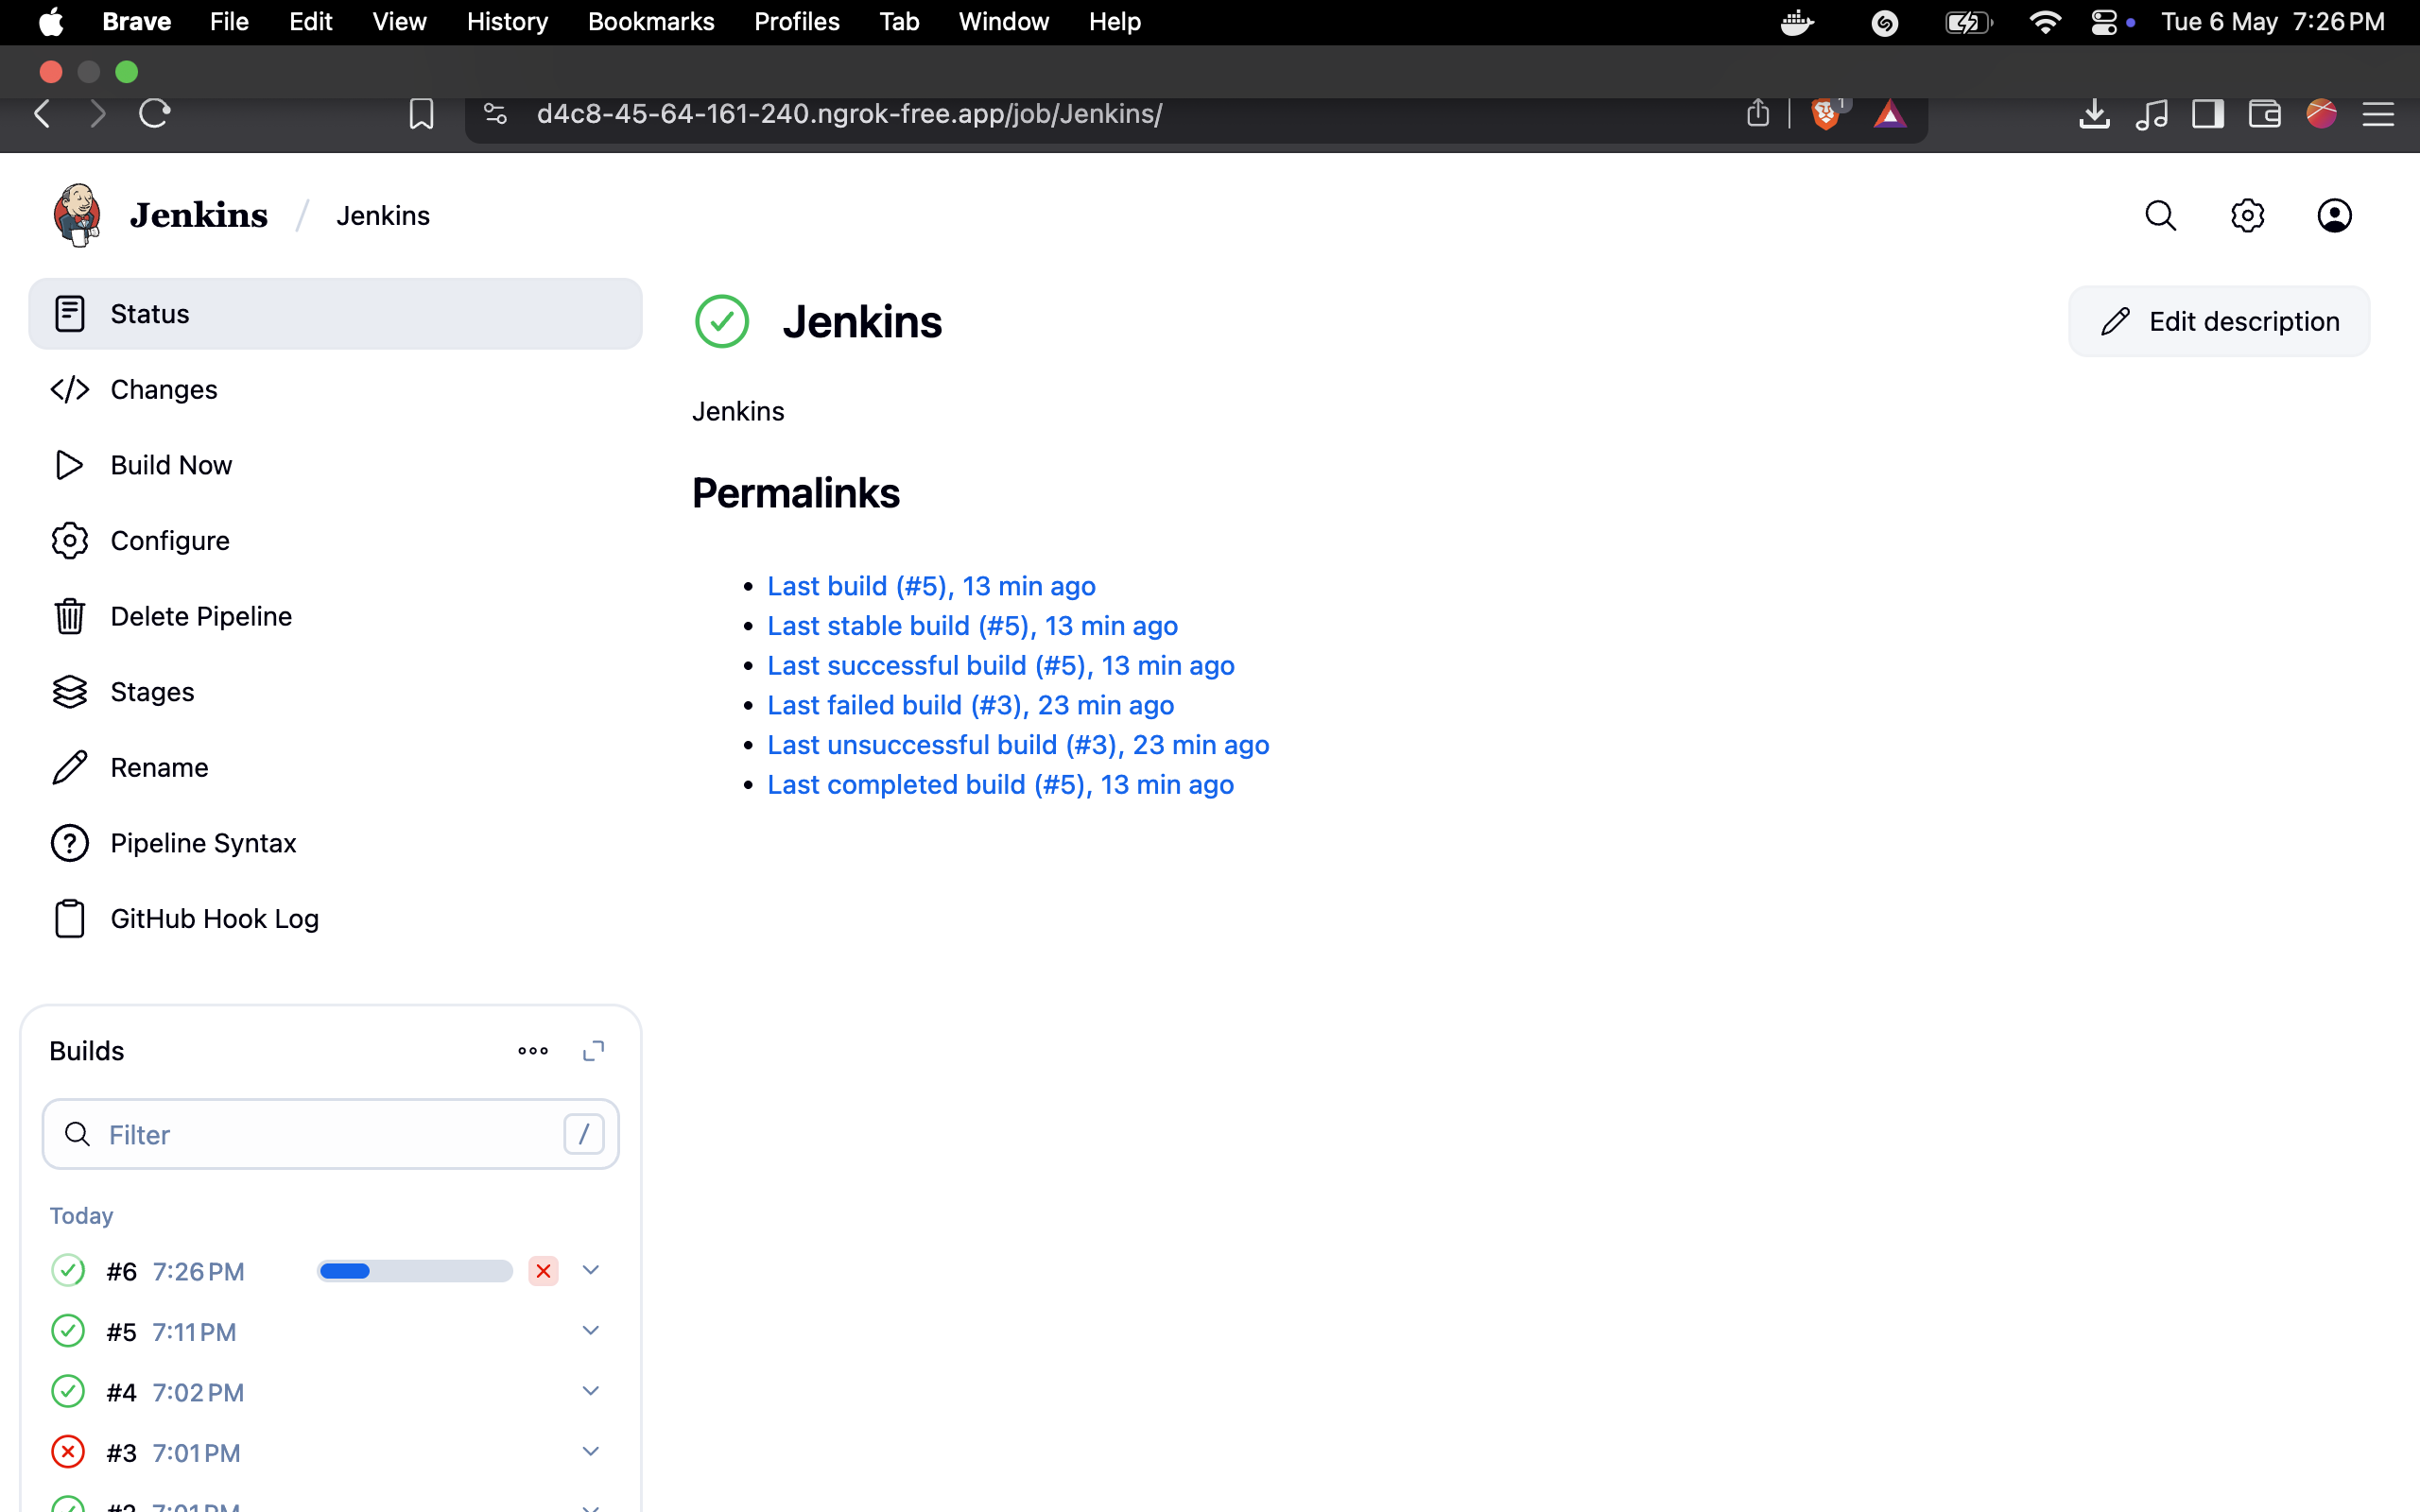 Brave File Edit View History Bookmarks Profiles Tab Window Help Tue 6 May 7:26 PM
d4c8-45-64-161-240.ngrok-free.app/job/Jenkins/ 1
Jenkins / Jenkins
Status
Changes
Build Now
Configure
Delete Pipeline
Stages
Rename
Pipeline Syntax
GitHub Hook Log
Jenkins
Edit description
Jenkins
Permalinks
Last build (#5), 13 min ago
Last stable build (#5), 13 min ago
Last successful build (#5), 13 min ago
Last failed build (#3), 23 min ago
Last unsuccessful build (#3), 23 min ago
Last completed build (#5), 13 min ago
Builds
Filter /
Today
#6 7:26 PM
#5 7:11 PM
#4 7:02 PM
#3 7:01 PM
#2 7:01 PM